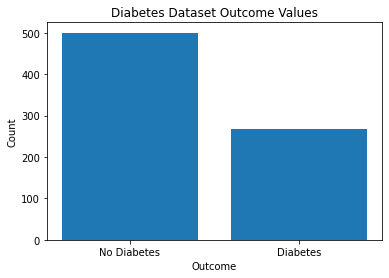 Diabetes Dataset Outcome Values
500
400
300
200
100
0
Count
No Diabetes
Diabetes
Outcome